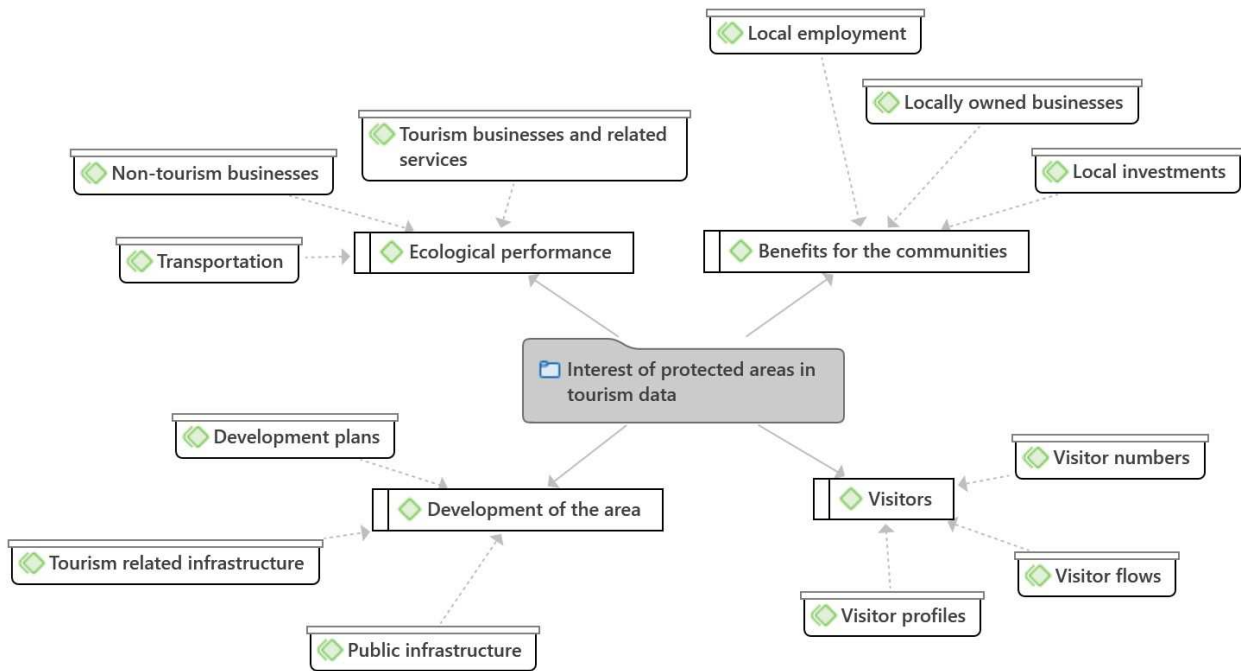 Local employment
Locally owned businesses
Tourism businesses and related
services
Non-tourism businesses
Local investments
Transportation
Ecological performance
Benefits for the communities
Interest of protected areas in
tourism data
Development plans
Visitor numbers
Development of the area
Visitors
Tourism related infrastructure
Visitor flows
Visitor profiles
Public infrastructure